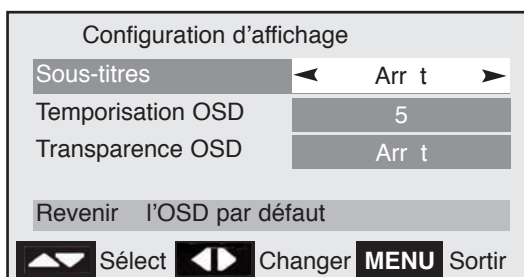 Configuration d'affichage
Sous-titres Arr t
Temporisation OSD 5
Transparence OSD Arr t
Revenir l'OSD par défaut
Sélect Changer MENU Sortir